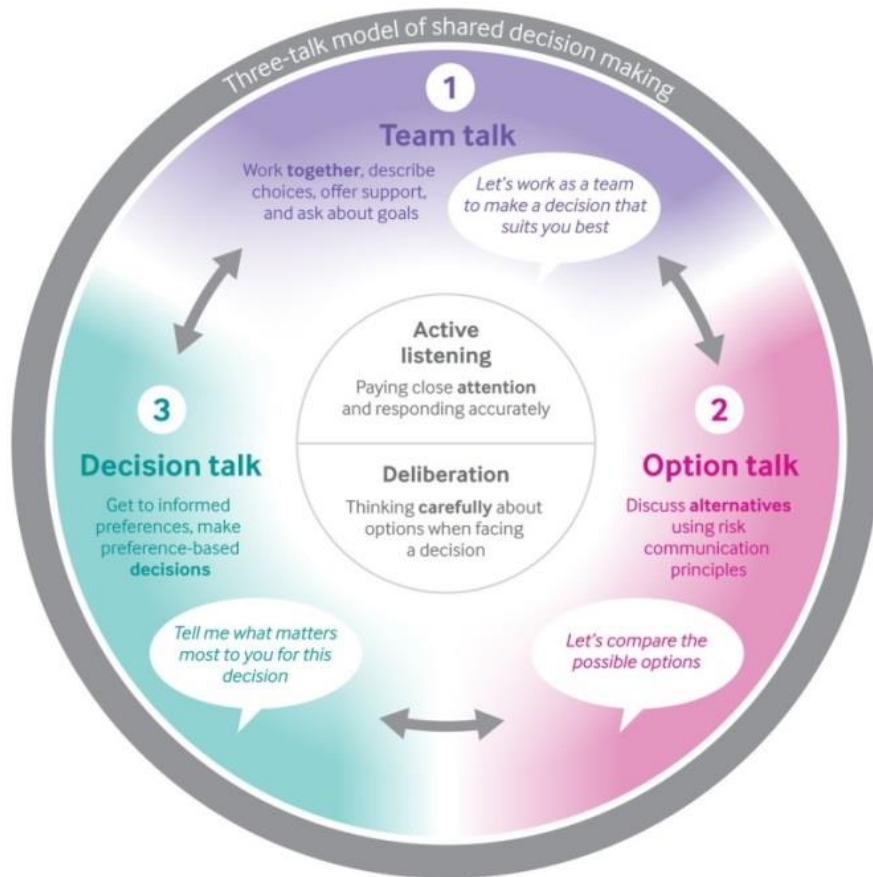 Three-talk model of shared decision making
1
Team talk
Work together, describe
choices, offer support,
and ask about goals
Let's work as a team
to make a decision that
suits you best
Active
listening
Paying close attention
and responding accurately
Deliberation
Thinking carefully about
options when facing
a decision
2
Option talk
Discuss alternatives
using risk
communication
principles
Let's compare the
possible options
3
Decision talk
Get to informed
preferences, make
preference-based
decisions
Tell me what matters
most to you for this
decision